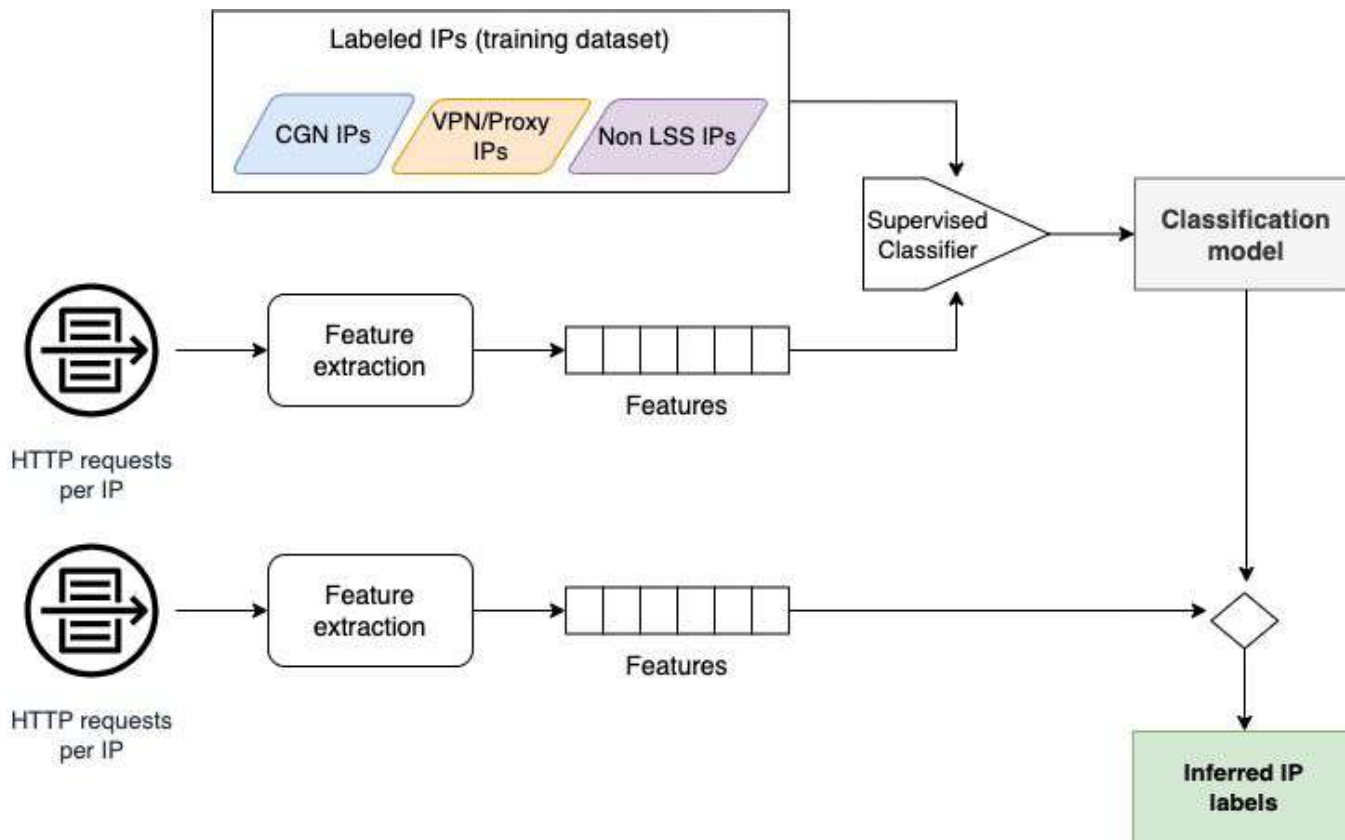 Labeled IPs (training dataset)
CGN IPs
VPN/Proxy
IPs
Non LSS IPs
Supervised
Classifier
Classification
model
Feature
extraction
Features
HTTP requests
per IP
Feature
extraction
Features
HTTP requests
per IP
Inferred IP
labels